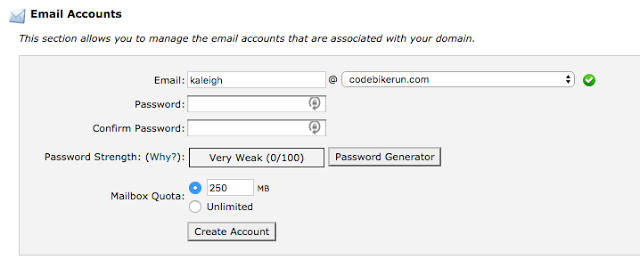 Email Accounts
This section allows you to manage the email accounts that are associated with your domain.
Email: kaleigh @ codebikerun.com
Password:
Confirm Password:
Password Strength: (Why?): Very Weak (0/100) Password Generator
Mailbox Quota: 250 MB
Unlimited
Create Account